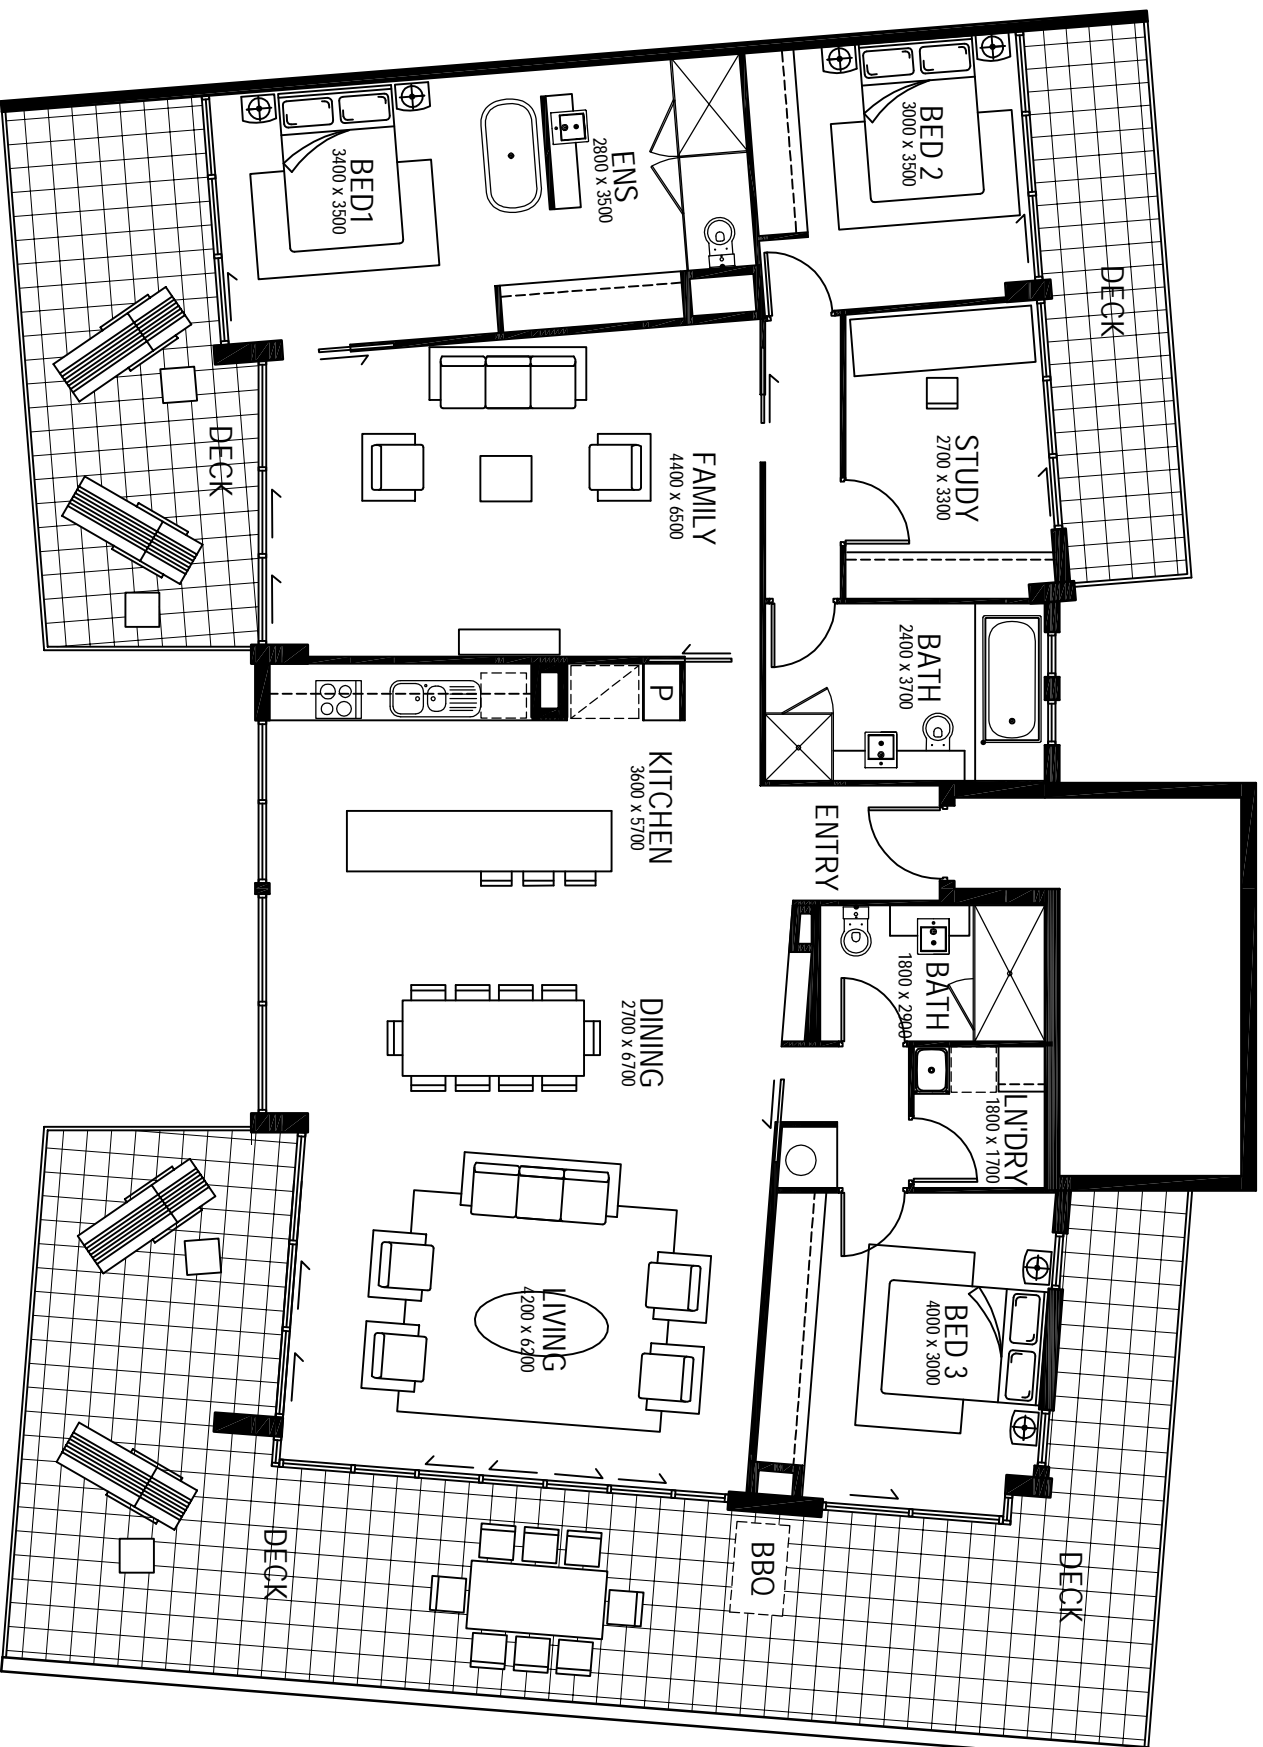 BED 2
3000 x 3500
DECK
ENS
2800 x 3500
BED1
3400 x 3500
STUDY
2700 x 3300
FAMILY
4400 x 6500
DECK
BATH
2400 x 3700
P
KITCHEN
3600 x 5700
ENTRY
BATH
1800 x 2900
DINING
2700 x 6700
LN'DRY
1800 x 1700
LIVING
4200 x 6200
BED 3
4000 x 3000
DECK
BBQ
DECK